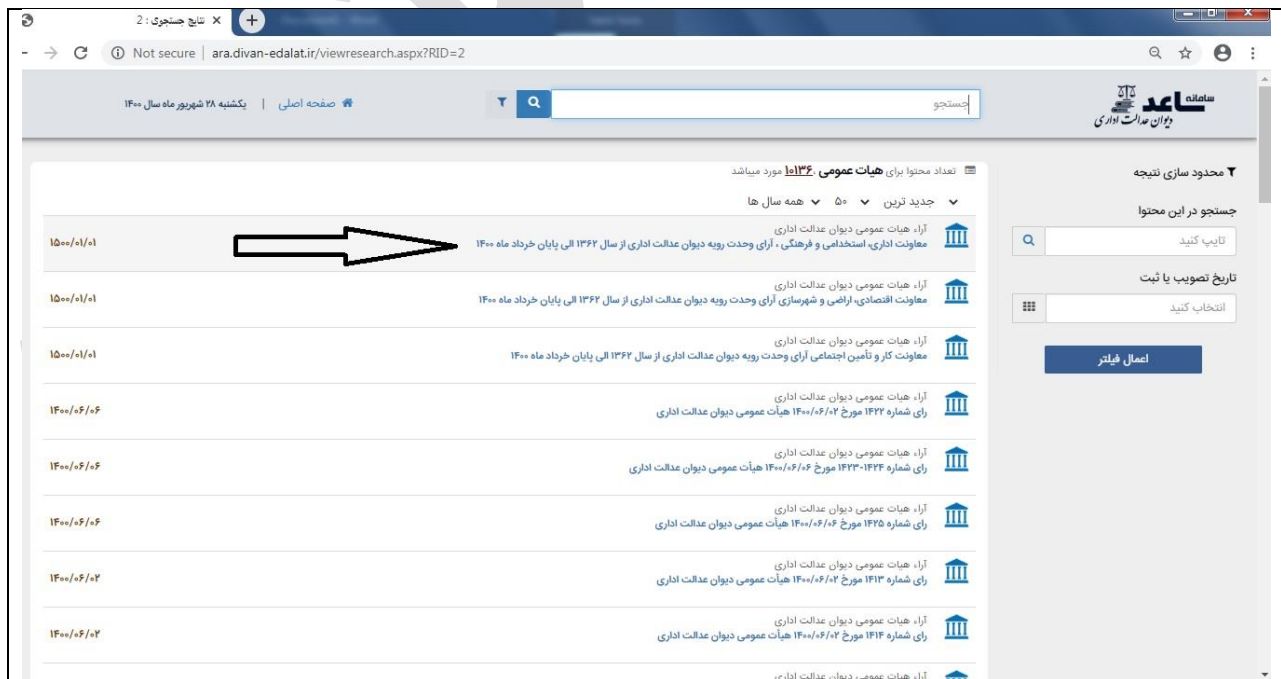 نتایج جستجوی : 2
Not secure | ara.divan-edalat.ir/viewresearch.aspx?RID=2
سامانه ساعد
دیوان عدالت اداری
جستجو
صفحه اصلی | یکشنبه ۲۸ شهریور ماه سال ۱۴۰۰
محدود سازی نتیجه
جستجو در این محتوا
تایپ کنید
تاریخ تصویب یا ثبت
انتخاب کنید
اعمال فیلتر
تعداد محتوا برای هیات عمومی ،۱۰۱۳۶ مورد میباشد
جدید ترین ۵۰ همه سال ها
آراء هیات عمومی دیوان عدالت اداری
معاونت اداری، استخدامی و فرهنگی ، آرای وحدت رویه دیوان عدالت اداری از سال ۱۳۶۲ الی پایان خرداد ماه ۱۴۰۰
۱۵۰۰/۰۱/۰۱
آراء هیات عمومی دیوان عدالت اداری
معاونت اقتصادی، اراضی و شهرسازی آرای وحدت رویه دیوان عدالت اداری از سال ۱۳۶۲ الی پایان خرداد ماه ۱۴۰۰
۱۵۰۰/۰۱/۰۱
آراء هیات عمومی دیوان عدالت اداری
معاونت کار و تأمین اجتماعی آرای وحدت رویه دیوان عدالت اداری از سال ۱۳۶۲ الی پایان خرداد ماه ۱۴۰۰
۱۵۰۰/۰۱/۰۱
آراء هیات عمومی دیوان عدالت اداری
رای شماره ۱۴۲۲ مورخ ۱۴۰۰/۰۶/۰۲ هیأت عمومی دیوان عدالت اداری
۱۴۰۰/۰۶/۰۶
آراء هیات عمومی دیوان عدالت اداری
رای شماره ۱۴۲۴-۱۴۲۳ مورخ ۱۴۰۰/۰۶/۰۶ هیأت عمومی دیوان عدالت اداری
۱۴۰۰/۰۶/۰۶
آراء هیات عمومی دیوان عدالت اداری
رای شماره ۱۴۲۵ مورخ ۱۴۰۰/۰۶/۰۶ هیأت عمومی دیوان عدالت اداری
۱۴۰۰/۰۶/۰۶
آراء هیات عمومی دیوان عدالت اداری
رای شماره ۱۴۱۳ مورخ ۱۴۰۰/۰۶/۰۲ هیأت عمومی دیوان عدالت اداری
۱۴۰۰/۰۶/۰۲
آراء هیات عمومی دیوان عدالت اداری
رای شماره ۱۴۱۴ مورخ ۱۴۰۰/۰۶/۰۲ هیأت عمومی دیوان عدالت اداری
۱۴۰۰/۰۶/۰۲
آراء هیات عمومی دیوان عدالت اداری